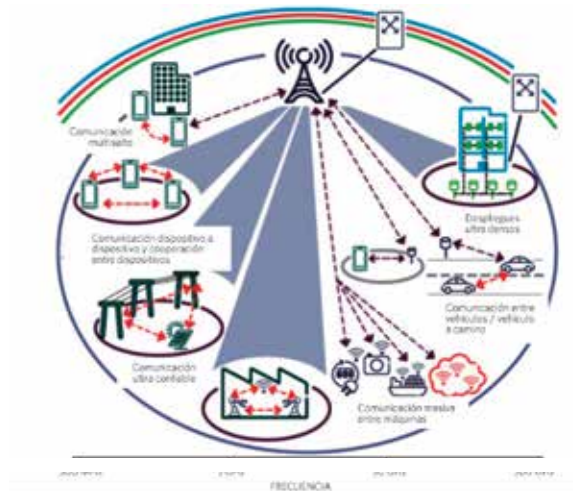 Comunicación
multisalto
Despliegues
ultra densos
Comunicación dispositivo a
dispositivo y cooperación
entre dispositivos
Comunicación entre
vehículos / vehículo
a camino
Comunicación
ultra confiable
Comunicación masiva
entre máquinas
FRECUENCIA